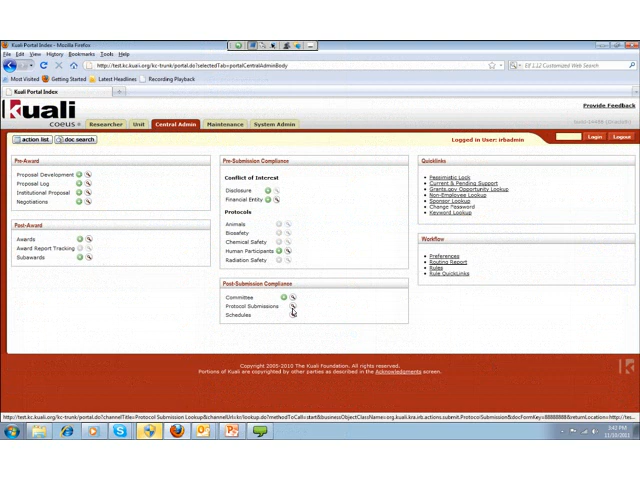 Kuali Portal Index - Mozilla Firefox
File Edit View History Bookmarks Tools Help
http://test.kc.kuali.org/kc-trunk/portal.do?selectedTab=portalCentralAdminBody
Most Visited Getting Started Latest Headlines Recording Playback
Kuali Portal Index
Kuali
coeus
Provide Feedback
Researcher Unit Central Admin Maintenance System Admin
action list doc search
Logged in User: irbadmin
Login Logout
Pre-Award
Proposal Development
Proposal Log
Institutional Proposal
Negotiations
Post-Award
Awards
Award Report Tracking
Subawards
Pre-Submission Compliance
Conflict of Interest
Disclosure
Financial Entity
Protocols
Animals
Biosafety
Chemical Safety
Human Participants
Radiation Safety
Post-Submission Compliance
Committee
Protocol Submissions
Schedules
Quicklinks
Pessimistic Lock
Current & Pending Support
Grants.gov Opportunity Lookup
Non-Employee Lookup
Sponsor Lookup
Change Password
Keyword Lookup
Workflow
Preferences
Routing Report
Rules
Rule QuickLinks
Copyright 2005-2010 The Kuali Foundation. All rights reserved.
Portions of Kuali are copyrighted by other parties as described in the Acknowledgments screen.
3:42 PM